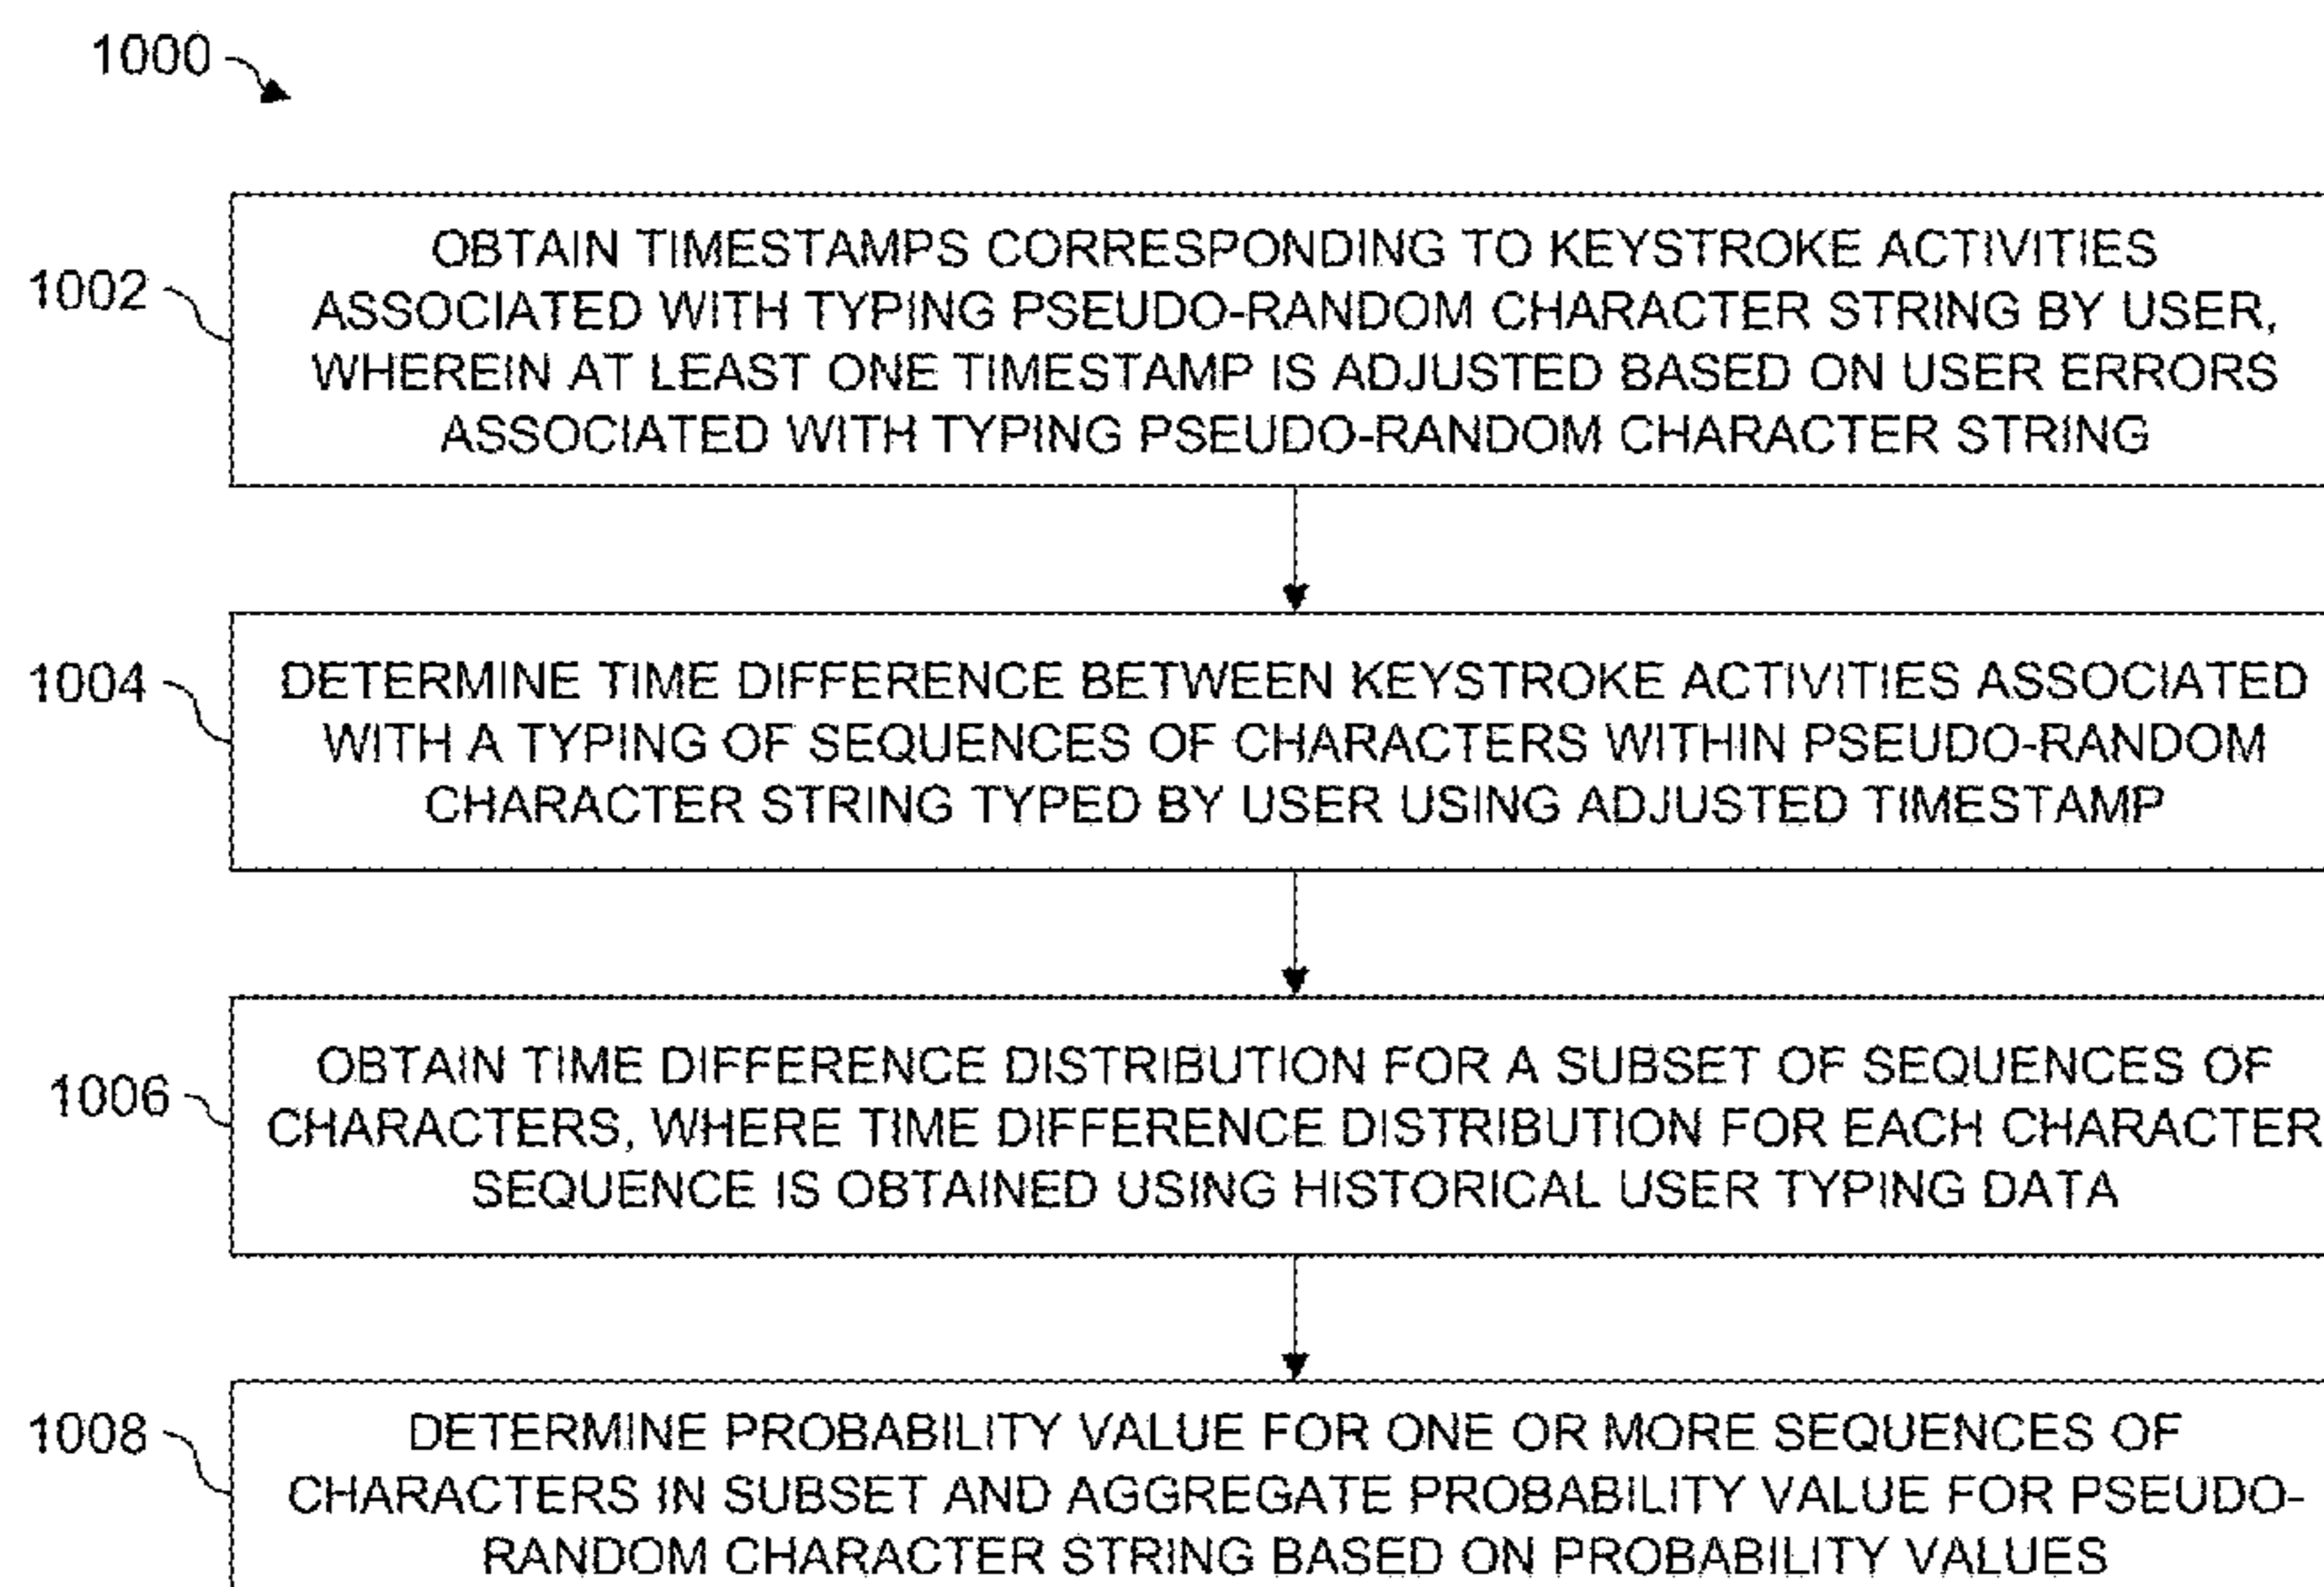 1000
1002
OBTAIN TIMESTAMPS CORRESPONDING TO KEYSTROKE ACTIVITIES
ASSOCIATED WITH TYPING PSEUDO-RANDOM CHARACTER STRING BY USER,
WHEREIN AT LEAST ONE TIMESTAMP IS ADJUSTED BASED ON USER ERRORS
ASSOCIATED WITH TYPING PSEUDO-RANDOM CHARACTER STRING
1004
DETERMINE TIME DIFFERENCE BETWEEN KEYSTROKE ACTIVITIES ASSOCIATED
WITH A TYPING OF SEQUENCES OF CHARACTERS WITHIN PSEUDO-RANDOM
CHARACTER STRING TYPED BY USER USING ADJUSTED TIMESTAMP
1006
OBTAIN TIME DIFFERENCE DISTRIBUTION FOR A SUBSET OF SEQUENCES OF
CHARACTERS, WHERE TIME DIFFERENCE DISTRIBUTION FOR EACH CHARACTER
SEQUENCE IS OBTAINED USING HISTORICAL USER TYPING DATA
1008
DETERMINE PROBABILITY VALUE FOR ONE OR MORE SEQUENCES OF
CHARACTERS IN SUBSET AND AGGREGATE PROBABILITY VALUE FOR PSEUDO-
RANDOM CHARACTER STRING BASED ON PROBABILITY VALUES